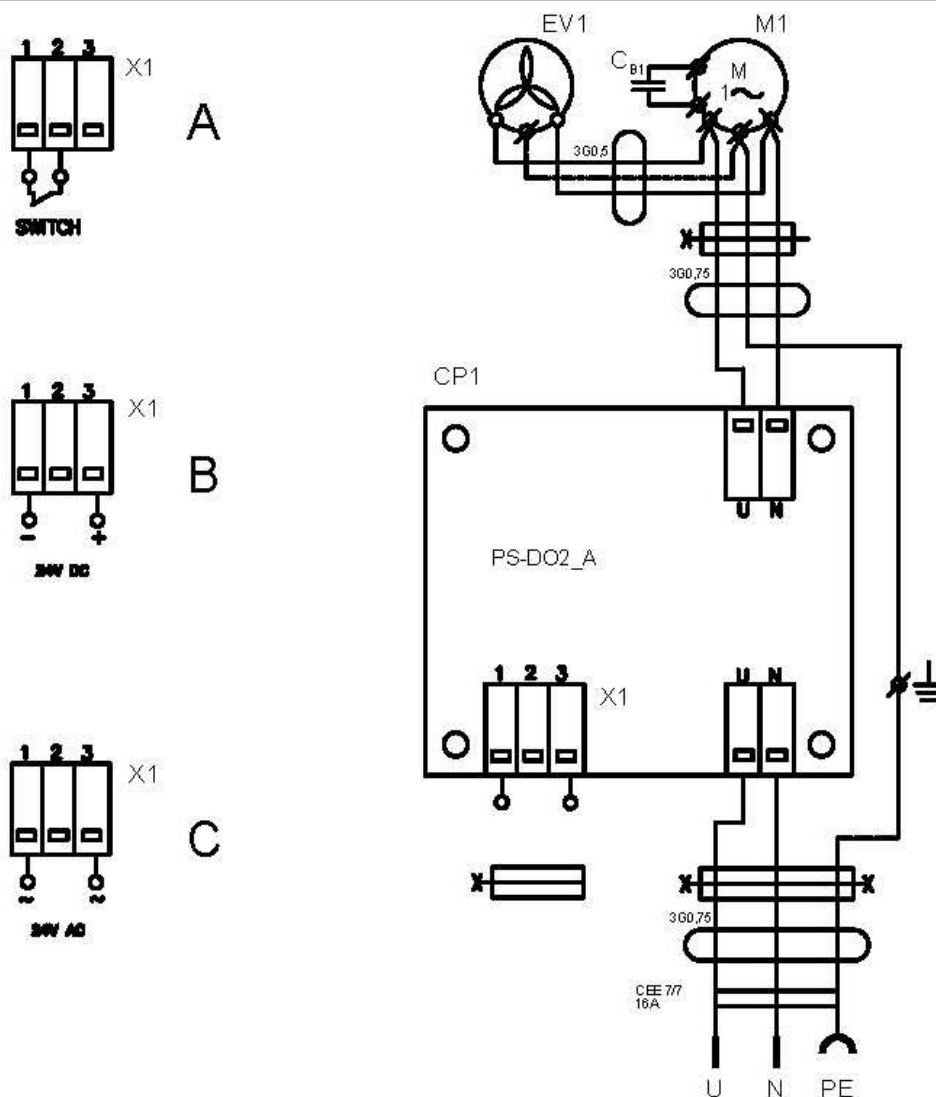 EV1
M1
1 2 3
X1
C B1
M
1~
A
3G0,5
SWITCH
3G0,75
CP1
1 2 3
X1
B
U N
- +
24V DC
PS-DO2_A
1 2 3
X1
U N
1 2 3
X1
C
~ ~
24V AC
3G0,75
CEE 7/7
16A
U N PE